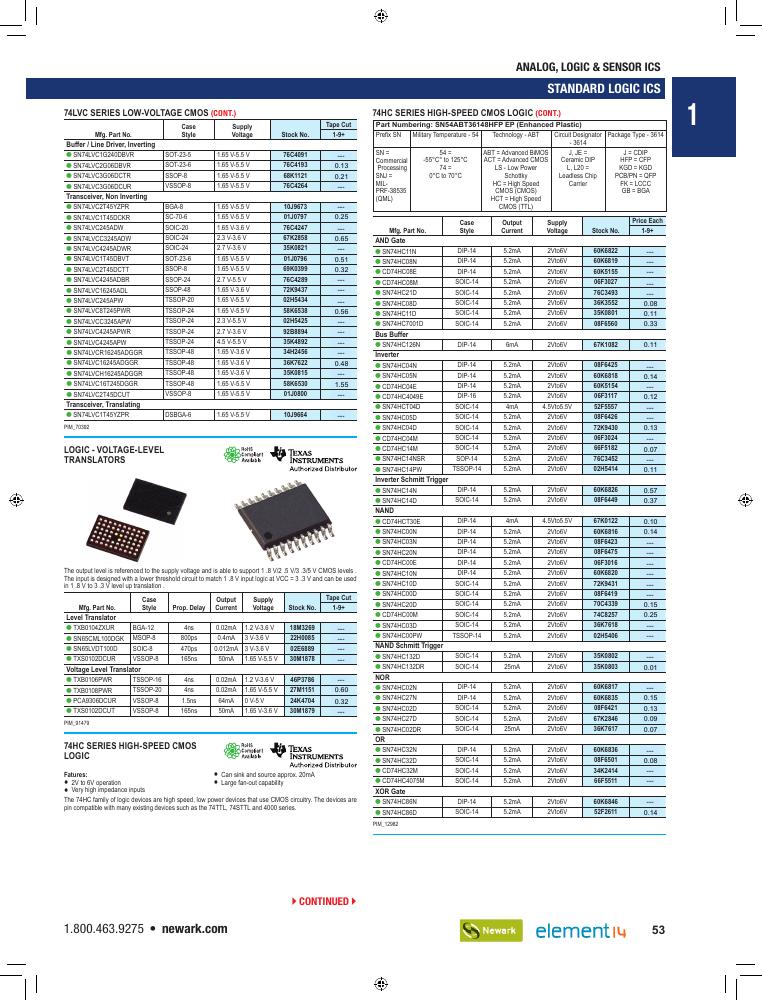 ANALOG, LOGIC & SENSOR ICS
STANDARD LOGIC ICS
1
74LVC SERIES LOW-VOLTAGE CMOS (CONT.)
Mfg. Part No. Case Style Supply Voltage Stock No. Tape Cut 1-9+
Buffer / Line Driver, Inverting
SN74LVC1G240DBVR SOT-23-5 1.65 V-5.5 V 76C4091 ---
SN74LVC2G06DBVR SOT-23-6 1.65 V-5.5 V 76C4193 0.13
SN74LVC3G06DCTR SSOP-8 1.65 V-5.5 V 68K1121 0.21
SN74LVC3G06DCUR VSSOP-8 1.65 V-5.5 V 76C4264 ---
Transceiver, Non Inverting
SN74LVC2T45YZPR BGA-8 1.65 V-5.5 V 10J9673 ---
SN74LVC1T45DCKR SC-70-6 1.65 V-5.5 V 01J0797 0.25
SN74LVC245ADW SOIC-20 1.65 V-3.6 V 76C4247 ---
SN74LVCC3245ADW SOIC-24 2.3 V-3.6 V 67K2858 0.65
SN74LVC4245ADWR SOIC-24 2.7 V-3.6 V 35K0821 ---
SN74LVC1T45DBVT SOT-23-6 1.65 V-5.5 V 01J0796 0.51
SN74LVC2T45DCTT SSOP-8 1.65 V-5.5 V 69K0399 0.32
SN74LVC4245ADBR SSOP-24 2.7 V-5.5 V 76C4289 ---
SN74LVC16245ADL SSOP-48 1.65 V-3.6 V 72K9437 ---
SN74LVC245APW TSSOP-20 1.65 V-5.5 V 02H5434 ---
SN74LVC8T245PWR TSSOP-24 1.65 V-5.5 V 58K6538 0.56
SN74LVCC3245APW TSSOP-24 2.3 V-5.5 V 02H5425 ---
SN74LVC4245APWR TSSOP-24 2.7 V-3.6 V 92B8894 ---
SN74LVC4245APW TSSOP-24 4.5 V-5.5 V 35K4892 ---
SN74LVCR16245ADGGR TSSOP-48 1.65 V-3.6 V 34H2456 ---
SN74LVC16245ADGGR TSSOP-48 1.65 V-3.6 V 36K7622 0.48
SN74LVCH16245ADGGR TSSOP-48 1.65 V-3.6 V 35K0815 ---
SN74LVC16T245DGGR TSSOP-48 1.65 V-5.5 V 58K6530 1.55
SN74LVC2T45DCUT VSSOP-8 1.65 V-5.5 V 01J0800 ---
Transceiver, Translating
SN74LVC1T45YZPR DSBGA-6 1.65 V-5.5 V 10J9664 ---
PIM_70392
LOGIC - VOLTAGE-LEVEL
TRANSLATORS
RoHS Compliant Available
TEXAS INSTRUMENTS
Authorized Distributor
The output level is referenced to the supply voltage and is able to support 1 .8 V/2 .5 V/3 .3/5 V CMOS levels .
The input is designed with a lower threshold circuit to match 1 .8 V input logic at VCC = 3 .3 V and can be used
in 1 .8 V to 3 .3 V level up translation .
Mfg. Part No. Case Style Prop. Delay Output Current Supply Voltage Stock No. Tape Cut 1-9+
Level Translator
TXB0104ZXUR BGA-12 4ns 0.02mA 1.2 V-3.6 V 18M3269 ---
SN65CML100DGK MSOP-8 800ps 0.4mA 3 V-3.6 V 22H0085 ---
SN65LVDT100D SOIC-8 470ps 0.012mA 3 V-3.6 V 02E6889 ---
TXS0102DCUR VSSOP-8 165ns 50mA 1.65 V-5.5 V 30M1878 ---
Voltage Level Translator
TXB0106PWR TSSOP-16 4ns 0.02mA 1.2 V-3.6 V 46P3786 ---
TXB0108PWR TSSOP-20 4ns 0.02mA 1.65 V-5.5 V 27M1151 0.60
PCA9306DCUR VSSOP-8 1.5ns 64mA 0 V-5 V 24K4704 0.32
TXS0102DCUT VSSOP-8 165ns 50mA 1.65 V-3.6 V 30M1879 ---
PIM_91479
74HC SERIES HIGH-SPEED CMOS
LOGIC
RoHS Compliant Available
TEXAS INSTRUMENTS
Authorized Distributor
Fatures:
• 2V to 6V operation
• Very high impedance inputs
• Can sink and source approx. 20mA
• Large fan-out capability
The 74HC family of logic devices are high speed, low power devices that use CMOS circuitry. The devices are
pin compatible with many existing devices such as the 74TTL, 74STTL and 4000 series.
74HC SERIES HIGH-SPEED CMOS LOGIC (CONT.)
Part Numbering: SN54ABT36148HFP EP (Enhanced Plastic)
Prefix SN Military Temperature - 54 Technology - ABT Circuit Designator - 3614 Package Type - 3614
SN = Commercial Processing SNJ = MIL-PRF-38535 (QML)
54 = -55°C" to 125°C 74 = 0°C to 70°C
ABT = Advanced BiMOS ACT = Advanced CMOS LS - Low Power Schottky HC = High Speed CMOS (CMOS) HCT = High Speed CMOS (TTL)
J, JE = Ceramic DIP L, L20 = Leadless Chip Carrier
J = CDIP HFP = CFP KGD = KGD PCB/PN = QFP FK = LCCC GB = BGA
Mfg. Part No. Case Style Output Current Supply Voltage Stock No. Price Each 1-9+
AND Gate
SN74HC11N DIP-14 5.2mA 2Vto6V 60K6822 ---
SN74HC08N DIP-14 5.2mA 2Vto6V 60K6819 ---
CD74HC08E DIP-14 5.2mA 2Vto6V 60K5155 ---
CD74HC08M SOIC-14 5.2mA 2Vto6V 06F3027 ---
SN74HC21D SOIC-14 5.2mA 2Vto6V 76C3493 ---
SN74HC08D SOIC-14 5.2mA 2Vto6V 36K3552 0.08
SN74HC11D SOIC-14 5.2mA 2Vto6V 35K0801 0.11
SN74HC7001D SOIC-14 5.2mA 2Vto6V 08F6560 0.33
Bus Buffer
SN74HC126N DIP-14 6mA 2Vto6V 67K1082 0.11
Inverter
SN74HC04N DIP-14 5.2mA 2Vto6V 08F6425 ---
SN74HC05N DIP-14 5.2mA 2Vto6V 60K6818 0.14
CD74HC04E DIP-14 5.2mA 2Vto6V 60K5154 ---
CD74HC4049E DIP-16 5.2mA 2Vto6V 06F3117 0.12
SN74HCT04D SOIC-14 4mA 4.5Vto5.5V 52F5557 ---
SN74HC05D SOIC-14 5.2mA 2Vto6V 08F6426 ---
SN74HC04D SOIC-14 5.2mA 2Vto6V 72K9430 0.13
CD74HC04M SOIC-14 5.2mA 2Vto6V 06F3024 ---
CD74HC14M SOIC-14 5.2mA 2Vto6V 66F5182 0.07
SN74HC14NSR SOP-14 5.2mA 2Vto6V 76C3452 ---
SN74HC14PW TSSOP-14 5.2mA 2Vto6V 02H5414 0.11
Inverter Schmitt Trigger
SN74HC14N DIP-14 5.2mA 2Vto6V 60K6826 0.57
SN74HC14D SOIC-14 5.2mA 2Vto6V 08F6449 0.37
NAND
CD74HCT30E DIP-14 4mA 4.5Vto5.5V 67K0122 0.10
SN74HC00N DIP-14 5.2mA 2Vto6V 60K6816 0.14
SN74HC03N DIP-14 5.2mA 2Vto6V 08F6423 ---
SN74HC20N DIP-14 5.2mA 2Vto6V 08F6475 ---
CD74HC00E DIP-14 5.2mA 2Vto6V 06F3016 ---
SN74HC10N DIP-14 5.2mA 2Vto6V 60K6820 ---
SN74HC10D SOIC-14 5.2mA 2Vto6V 72K9431 ---
SN74HC00D SOIC-14 5.2mA 2Vto6V 08F6419 ---
SN74HC20D SOIC-14 5.2mA 2Vto6V 70C4339 0.15
CD74HC00M SOIC-14 5.2mA 2Vto6V 74C8257 0.25
SN74HC03D SOIC-14 5.2mA 2Vto6V 36K7618 ---
SN74HC00PW TSSOP-14 5.2mA 2Vto6V 02H5406 ---
NAND Schmitt Trigger
SN74HC132D SOIC-14 5.2mA 2Vto6V 35K0802 ---
SN74HC132DR SOIC-14 25mA 2Vto6V 35K0803 0.01
NOR
SN74HC02N DIP-14 5.2mA 2Vto6V 60K6817 ---
SN74HC27N DIP-14 5.2mA 2Vto6V 60K6835 0.15
SN74HC02D SOIC-14 5.2mA 2Vto6V 08F6421 0.13
SN74HC27D SOIC-14 5.2mA 2Vto6V 67K2846 0.09
SN74HC02DR SOIC-14 25mA 2Vto6V 36K7617 0.07
OR
SN74HC32N DIP-14 5.2mA 2Vto6V 60K6836 ---
SN74HC32D SOIC-14 5.2mA 2Vto6V 08F6501 0.08
CD74HC32M SOIC-14 5.2mA 2Vto6V 34K2414 ---
CD74HC4075M SOIC-14 5.2mA 2Vto6V 66F5511 ---
XOR Gate
SN74HC86N DIP-14 5.2mA 2Vto6V 60K6846 ---
SN74HC86D SOIC-14 5.2mA 2Vto6V 52F2611 0.14
PIM_12982
CONTINUED
1.800.463.9275 • newark.com
Newark
element14
53